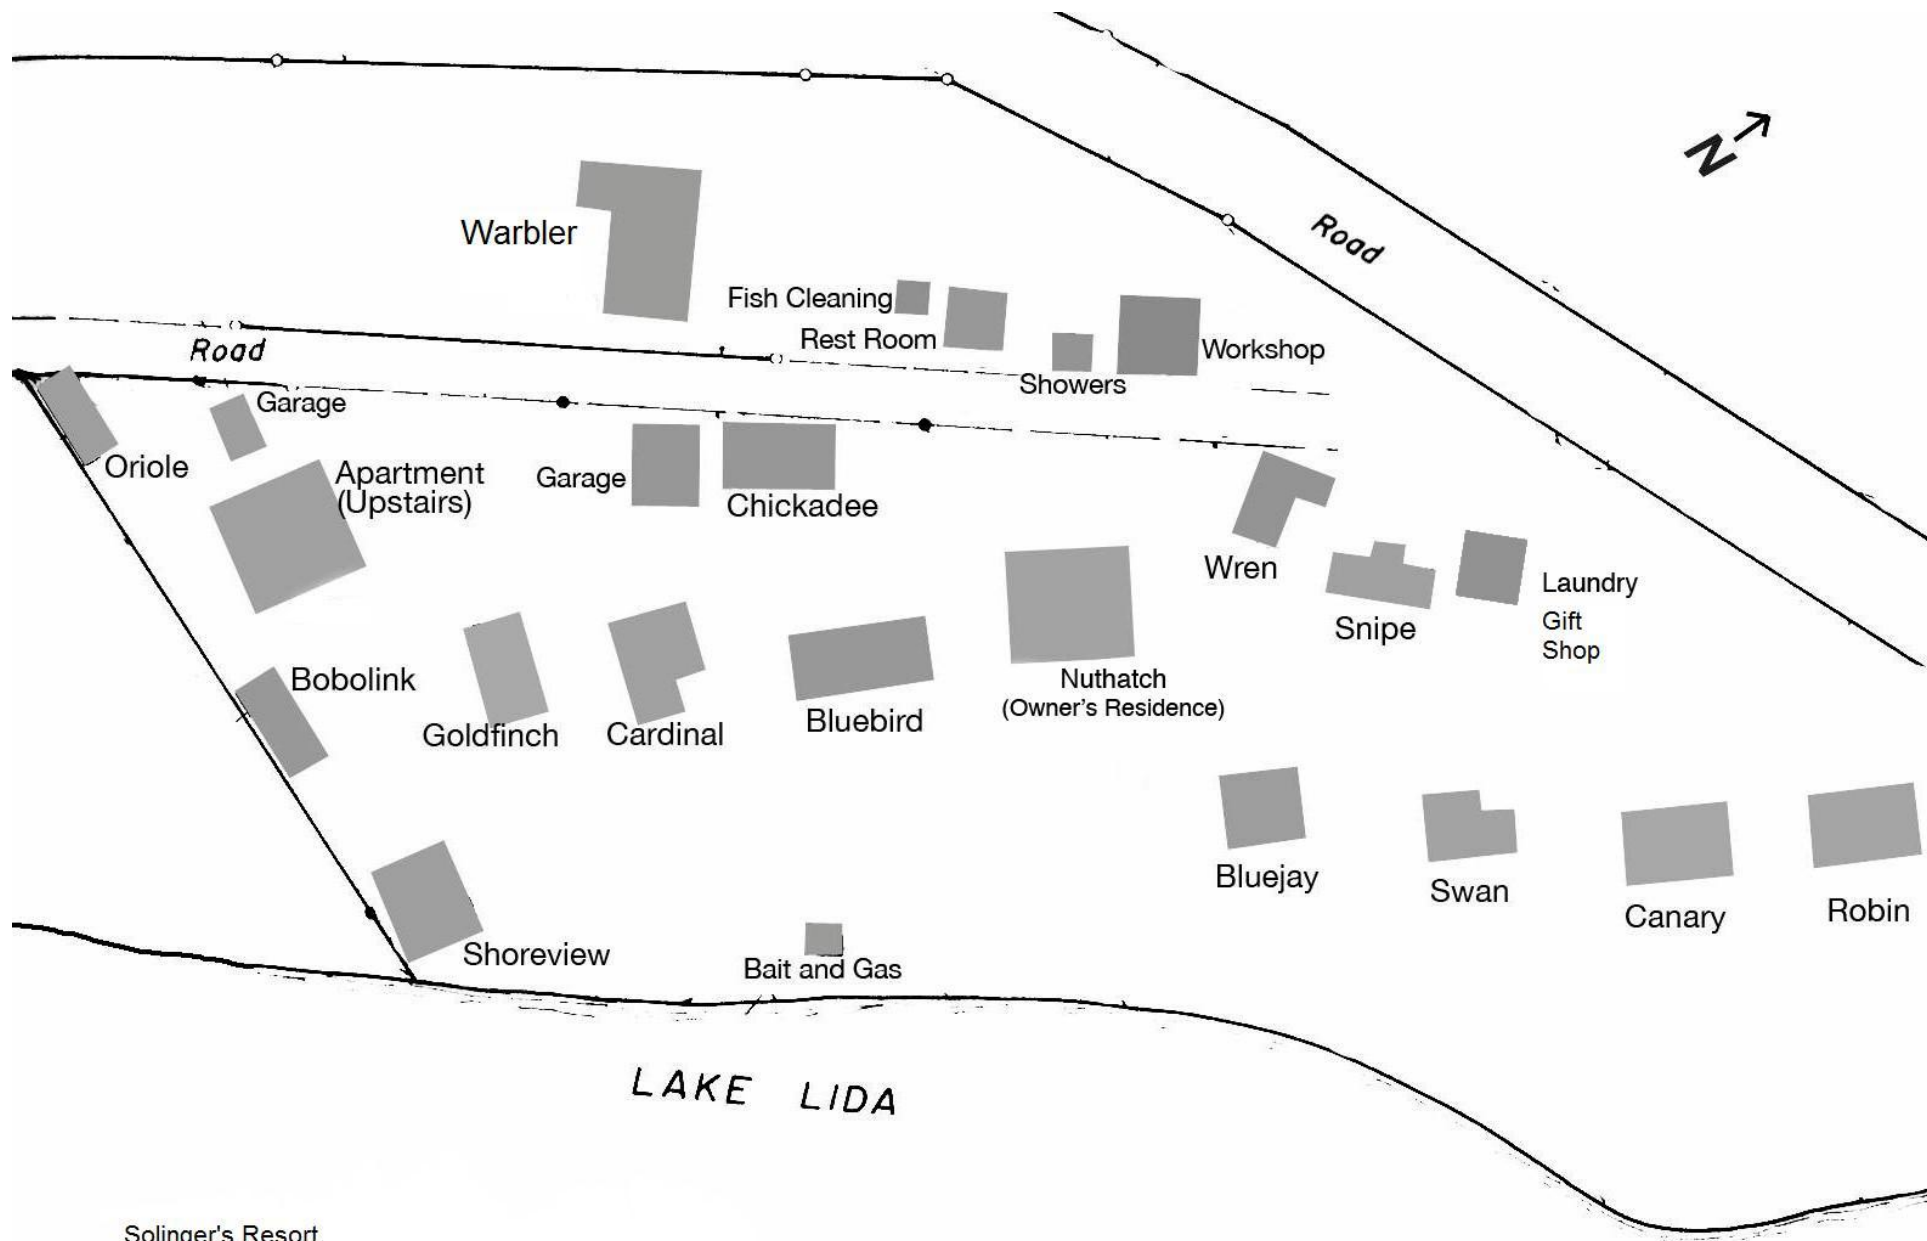 N
Road
Warbler
Fish Cleaning
Rest Room
Workshop
Showers
Road
Garage
Oriole
Apartment
(Upstairs)
Garage
Chickadee
Wren
Snipe
Laundry
Gift
Shop
Bobolink
Goldfinch
Cardinal
Bluebird
Nuthatch
(Owner's Residence)
Bluejay
Swan
Canary
Robin
Shoreview
Bait and Gas
LAKE LIDA
Solinger's Resort